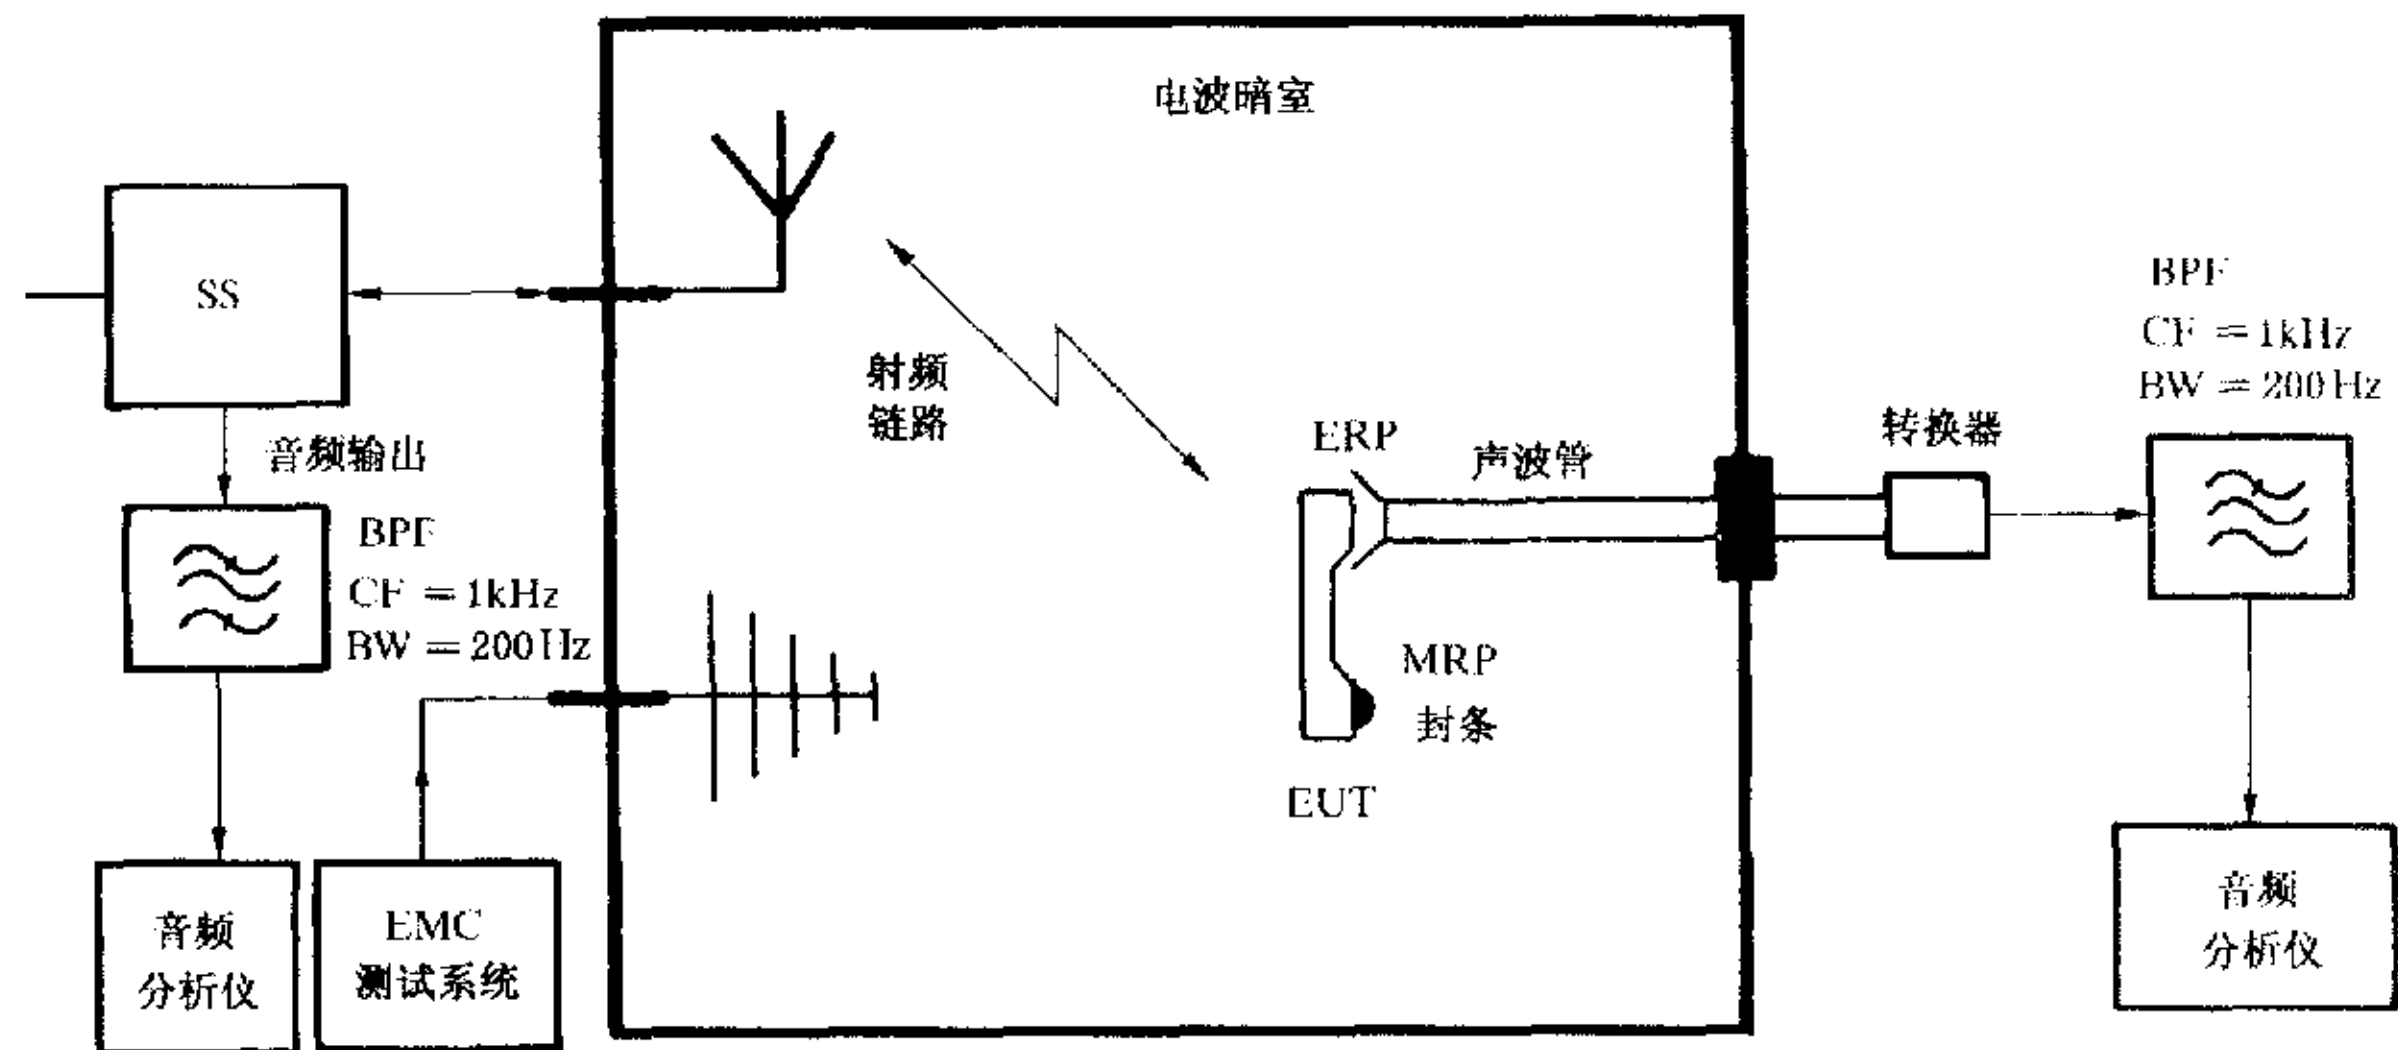 电波暗室
SS
音频输出
BPF
CF = 1kHz
BW = 200Hz
音频
分析仪
EMC
测试系统
射频
链路
ERP
声波管
MRP
封条
EUT
转换器
BPF
CF = 1kHz
BW = 200Hz
音频
分析仪